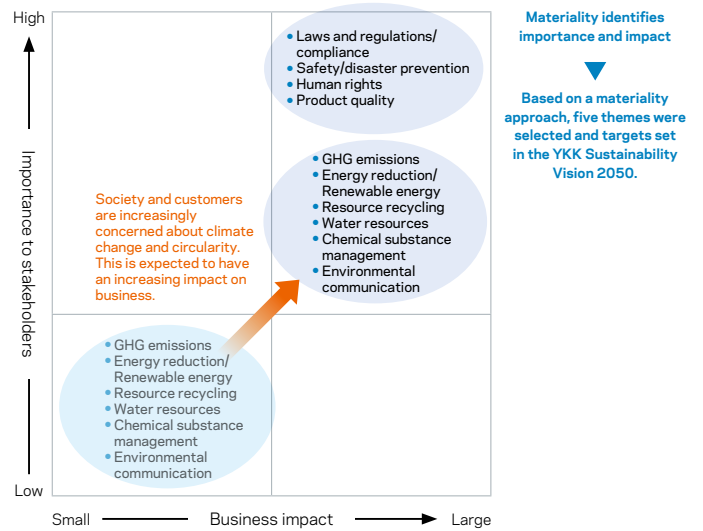 High
Importance to stakeholders
Low
• Laws and regulations/
compliance
• Safety/disaster prevention
• Human rights
• Product quality
• GHG emissions
• Energy reduction/
Renewable energy
• Resource recycling
• Water resources
• Chemical substance
management
• Environmental
communication
Society and customers
are increasingly
concerned about climate
change and circularity.
This is expected to have
an increasing impact on
business.
• GHG emissions
• Energy reduction/
Renewable energy
• Resource recycling
• Water resources
• Chemical substance
management
• Environmental
communication
Small
Business impact
Large
Materiality identifies
importance and impact
Based on a materiality
approach, five themes were
selected and targets set
in the YKK Sustainability
Vision 2050.